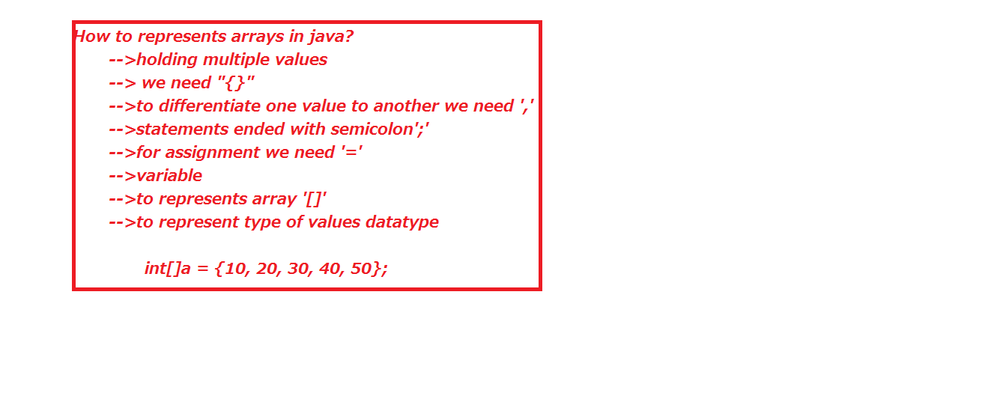 How to represents arrays in java?
-->holding multiple values
--> we need "{}"
-->to differentiate one value to another we need ','
-->statements ended with semicolon';'
-->for assignment we need '='
-->variable
-->to represents array '[]'
-->to represent type of values datatype
int[]a = {10, 20, 30, 40, 50};